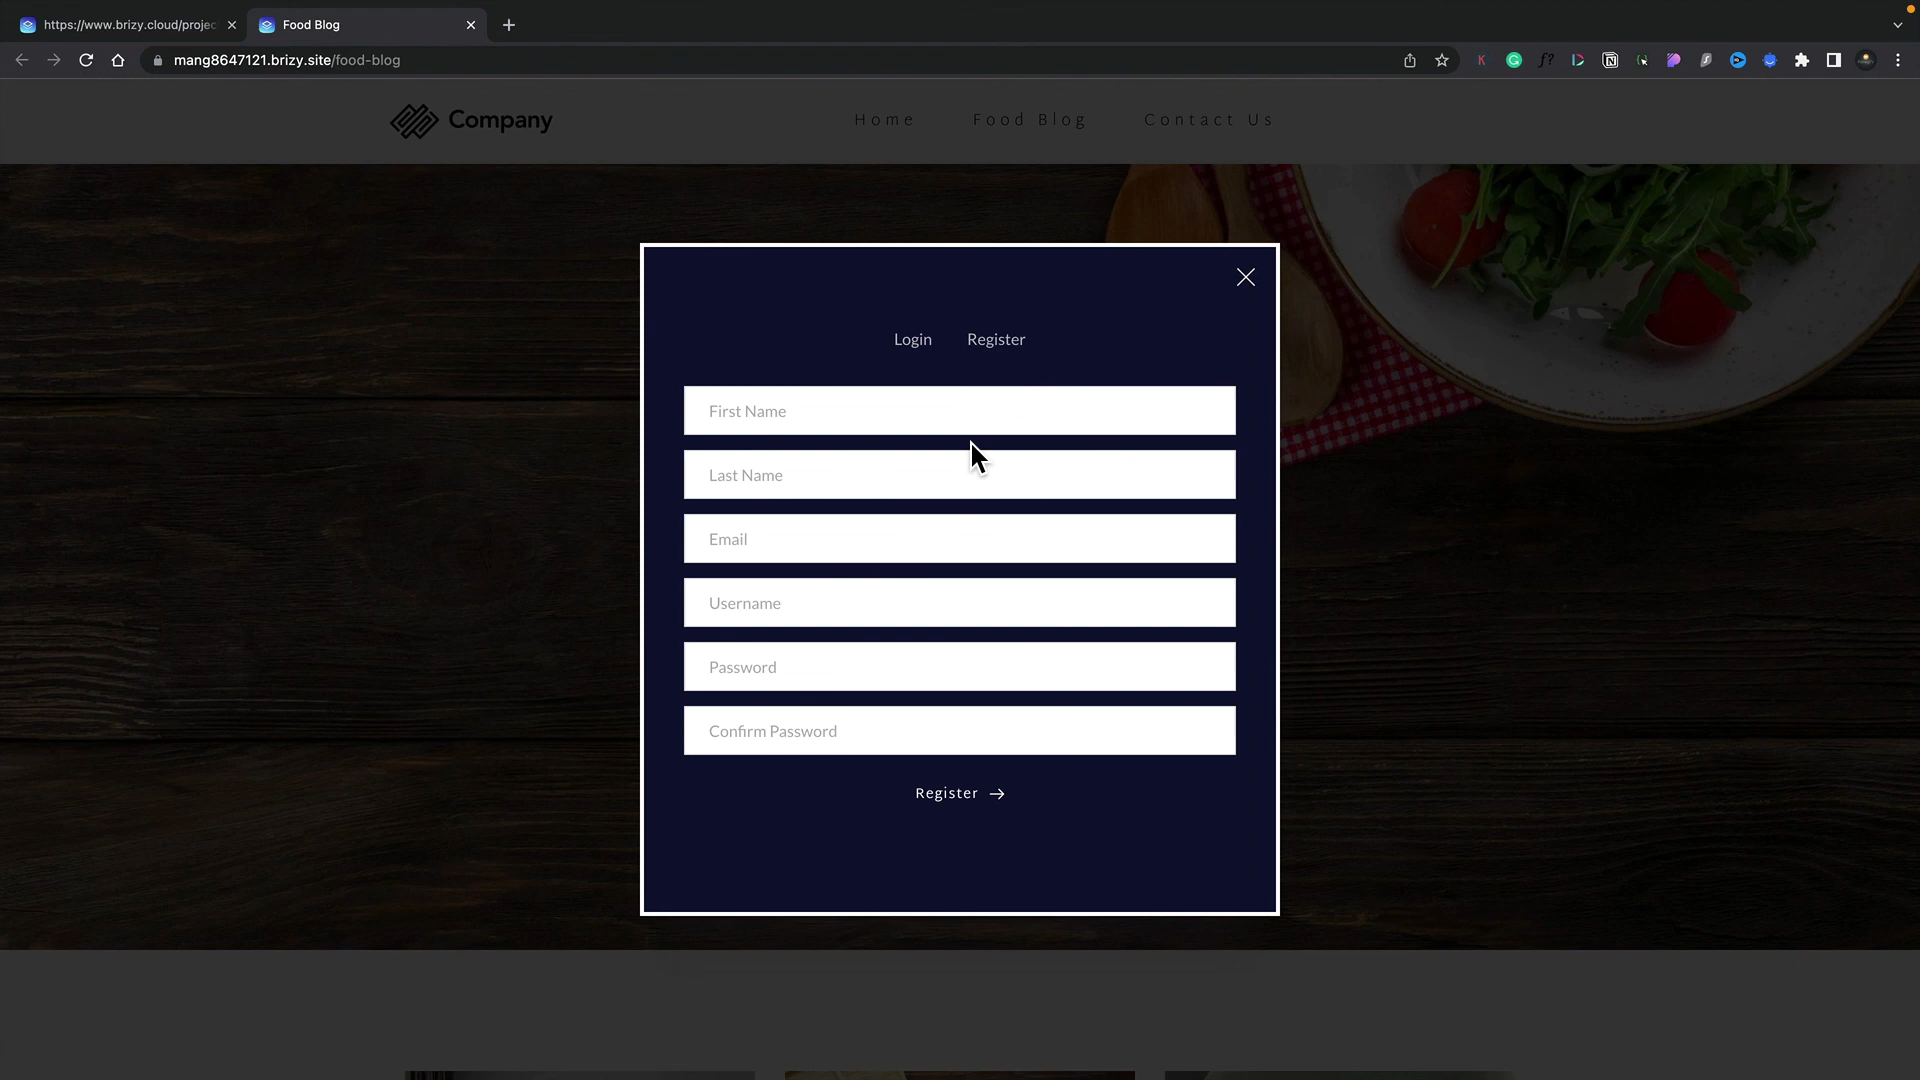 https://www.brizy.cloud/projec
Food Blog
mang8647121.brizy.site/food-blog
Company
Home
Food Blog
Contact Us
Login
Register
First Name
Last Name
Email
Username
Password
Confirm Password
Register